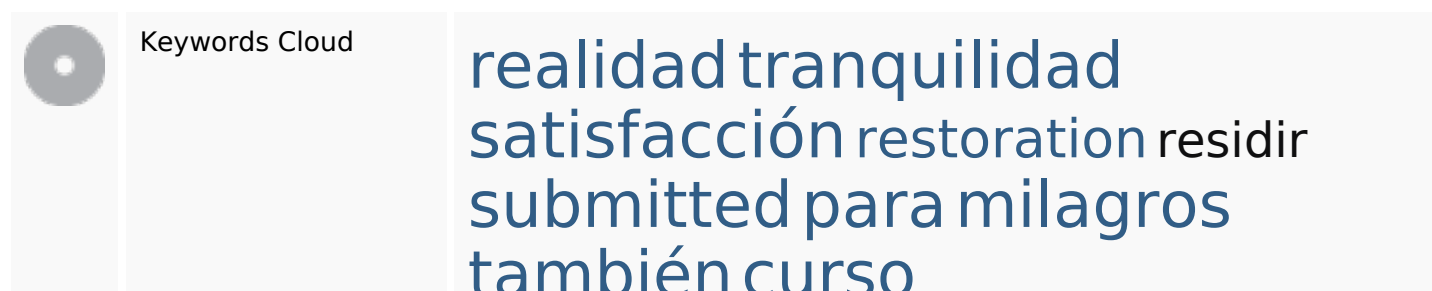 Keywords Cloud
realidad tranquilidad
satisfacción restoration residir
submitted para milagros
también curso